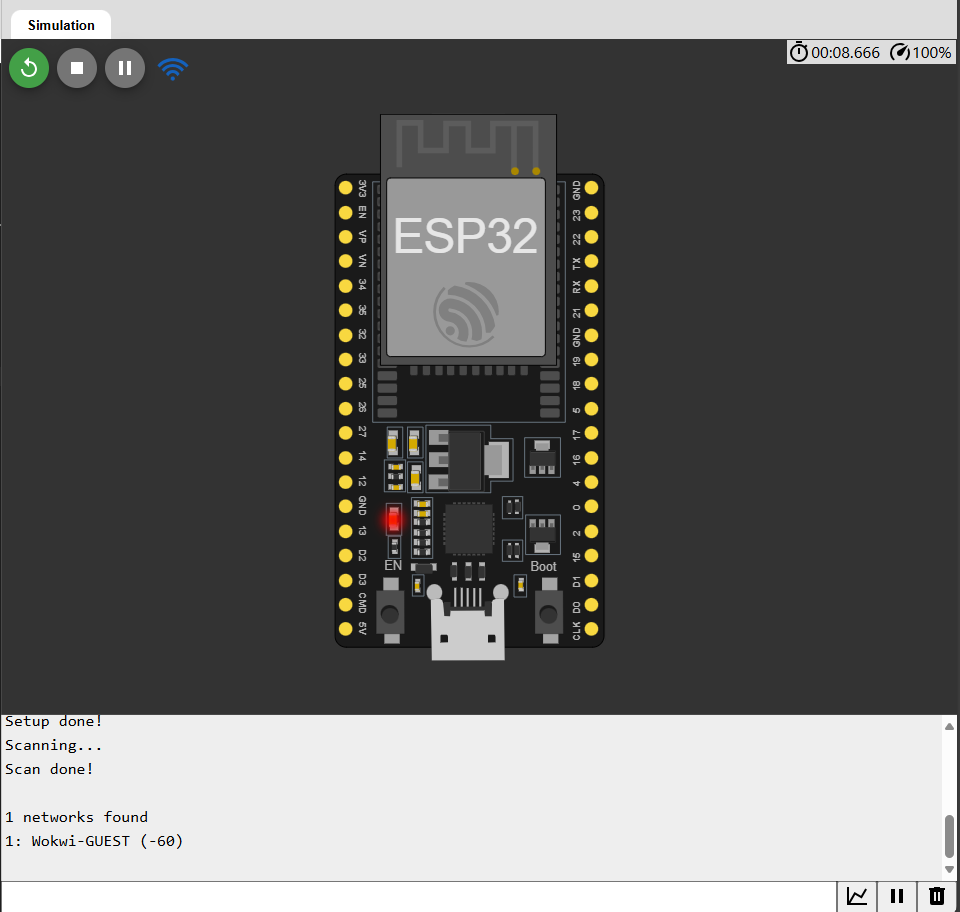 Simulation
00:08.666 100%
ESP32
3V3
EN
VP
VN
34
35
32
33
25
26
27
14
12
GND
13
D2
D3
CMD
5V
GND
23
22
TX
RX
21
GND
19
18
5
17
16
4
0
2
15
D1
D0
CLK
EN
Boot
Setup done!
Scanning...
Scan done!
1 networks found
1: Wokwi-GUEST (-60)